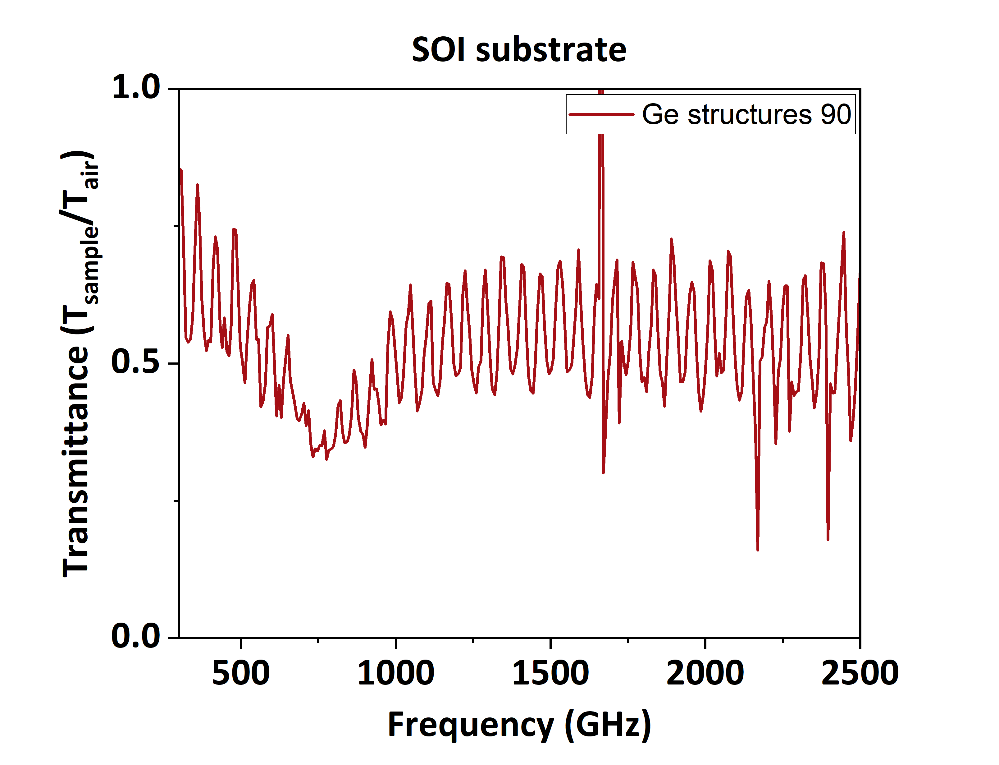 SOI substrate
1.0
Ge structures 90
0.5
0.0
Transmittance (Tsample/Tair)
500 1000 1500 2000 2500
Frequency (GHz)